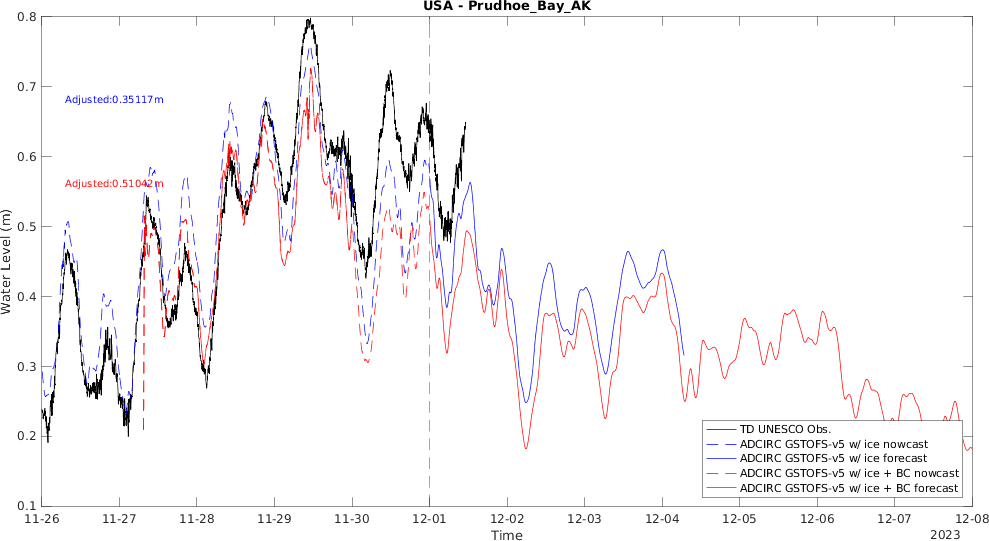 USA - Prudhoe_Bay_AK
0.8
0.7
0.6
0.5
0.4
0.3
0.2
0.1
Water Level (m)
Adjusted:0.35117m
Adjusted:0.51042m
TD UNESCO Obs.
ADCIRC GSTOFS-v5 w/ ice nowcast
ADCIRC GSTOFS-v5 w/ ice forecast
ADCIRC GSTOFS-v5 w/ ice + BC nowcast
ADCIRC GSTOFS-v5 w/ ice + BC forecast
11-26 11-27 11-28 11-29 11-30 12-01 12-02 12-03 12-04 12-05 12-06 12-07 12-08
Time
2023